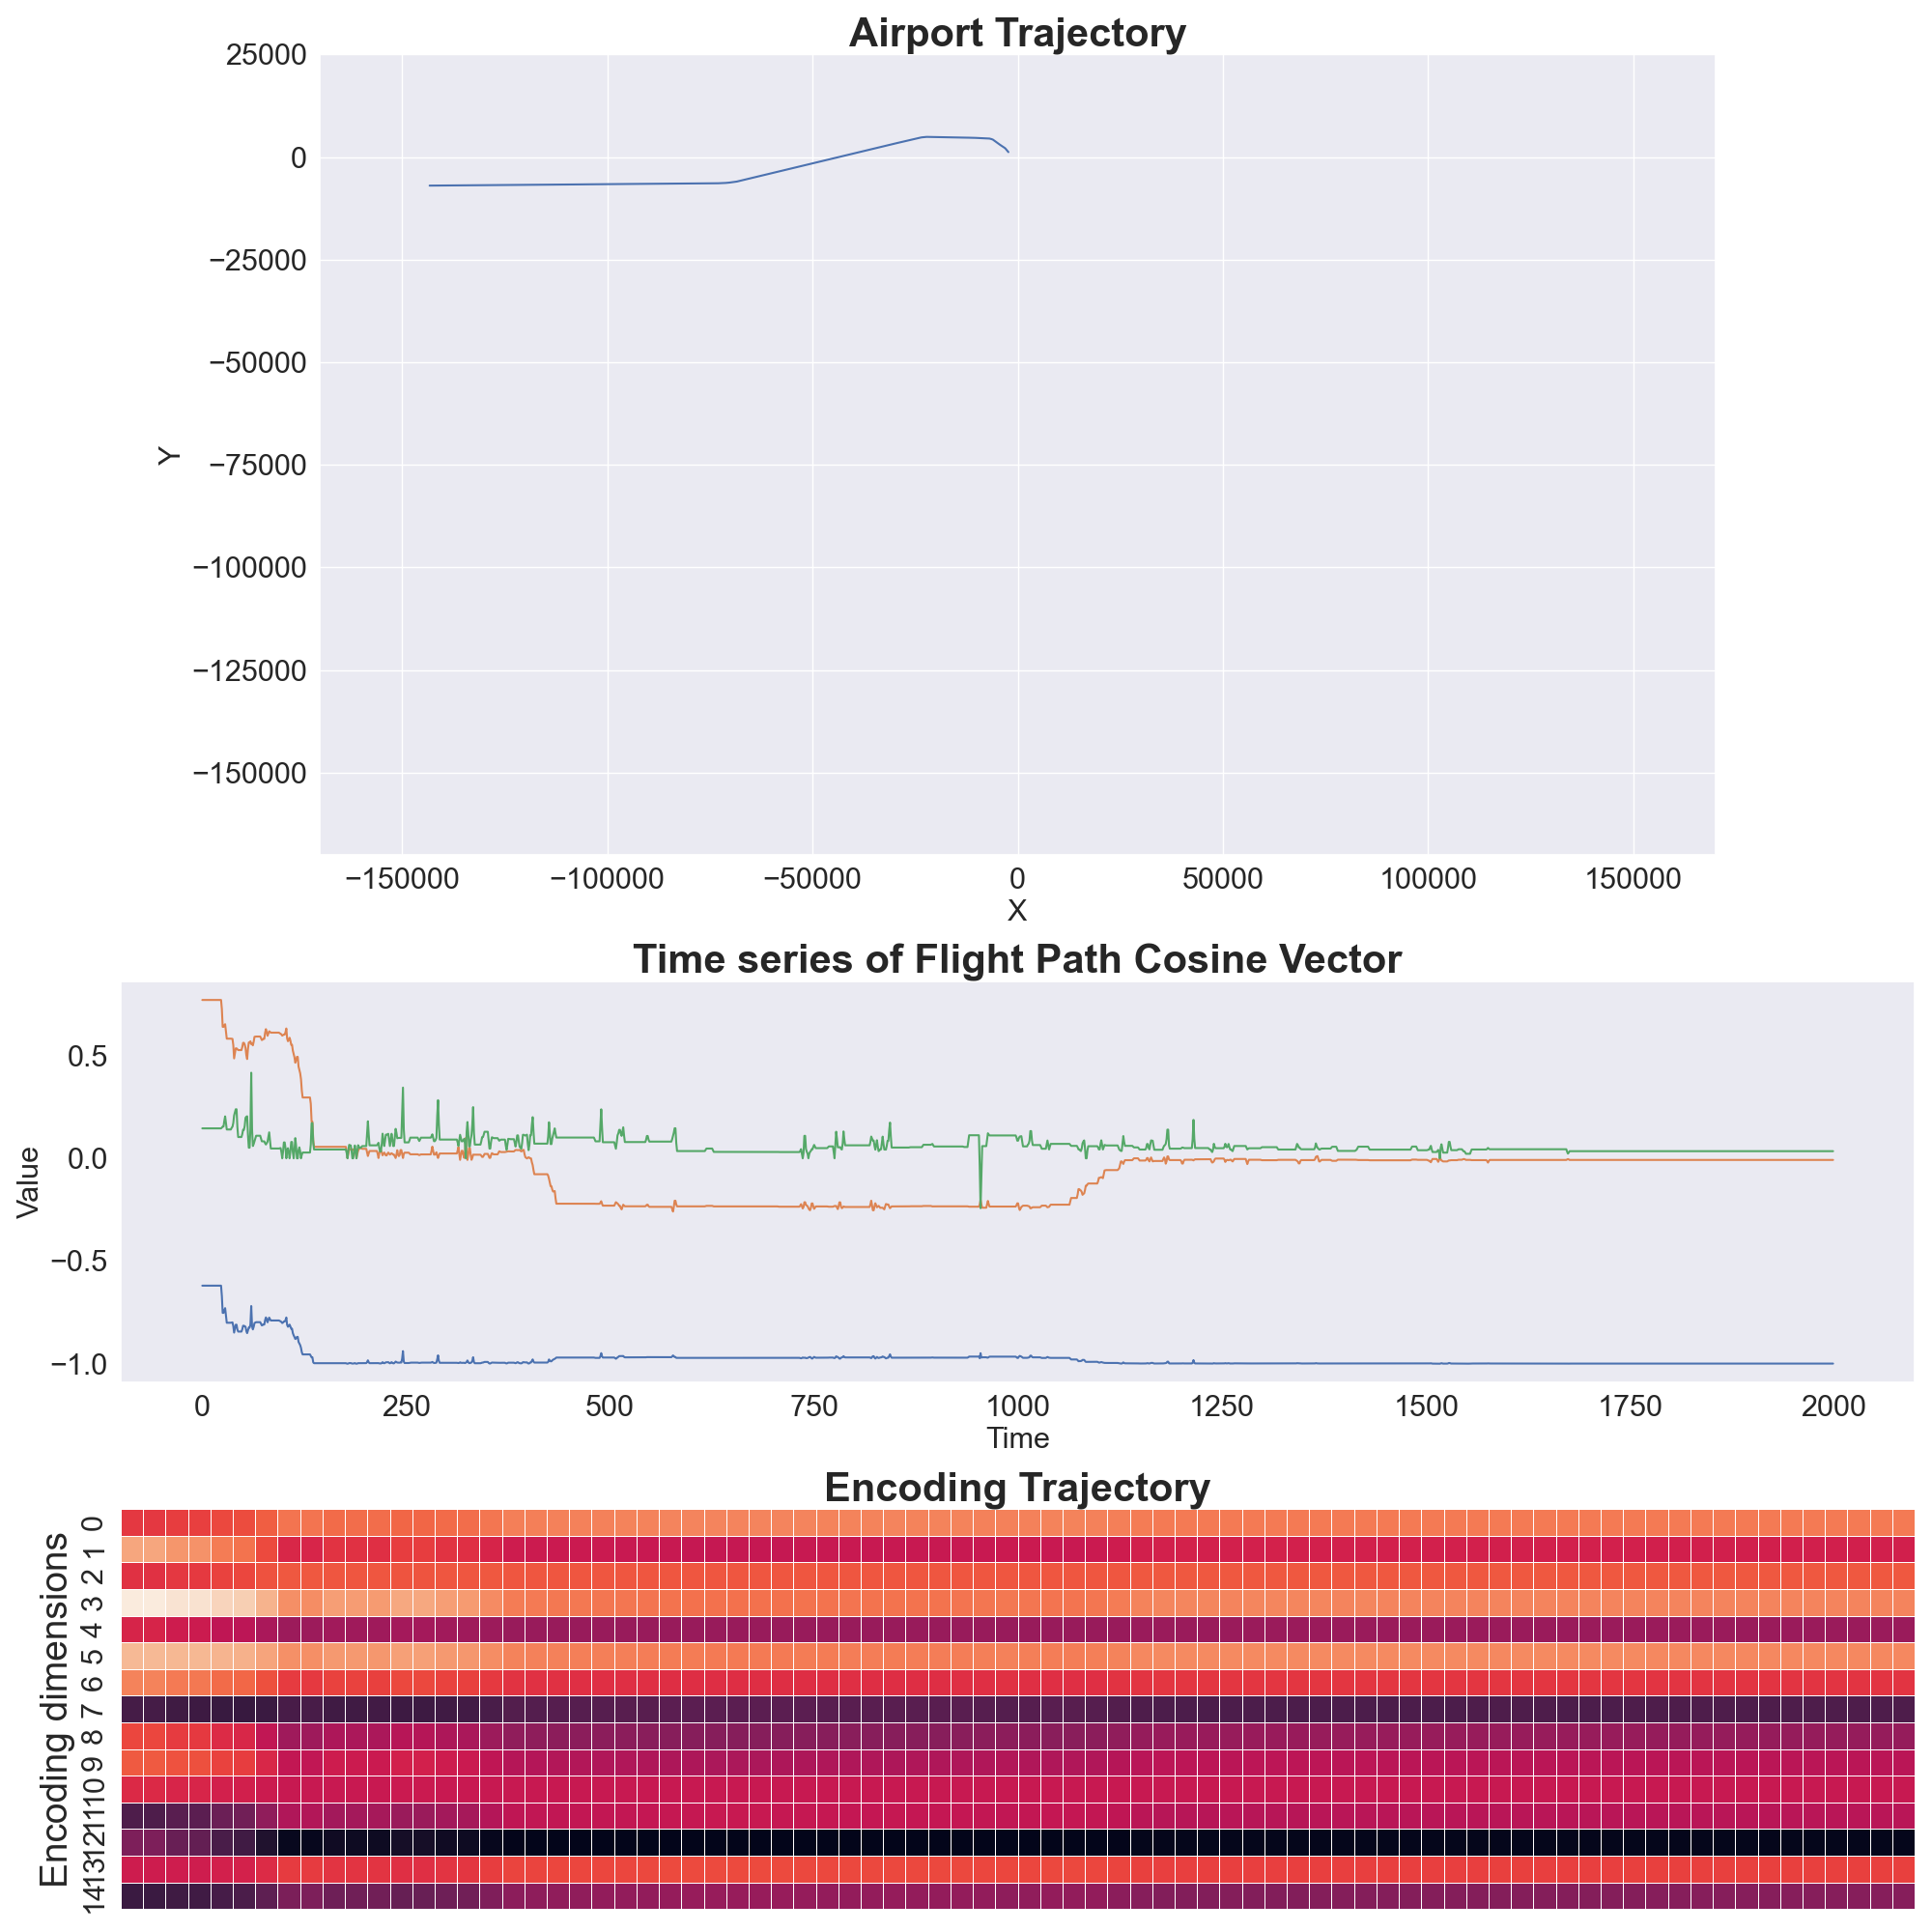 Airport Trajectory
25000
0
−25000
−50000
−75000
−100000
−125000
−150000
Y
−150000 −100000 −50000 0 50000 100000 150000
X
Time series of Flight Path Cosine Vector
0.5
0.0
−0.5
−1.0
Value
0 250 500 750 1000 1250 1500 1750 2000
Time
Encoding Trajectory
Encoding dimensions
0
1
2
3
4
5
6
7
8
9
10
11
12
13
14